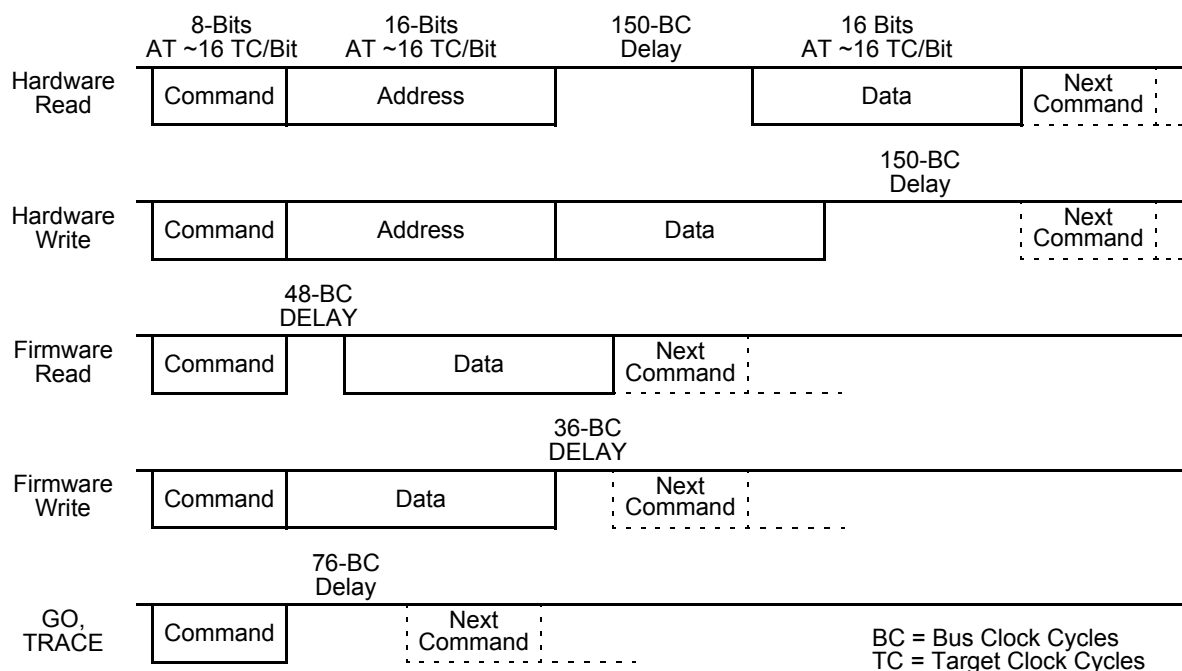 8-Bits
AT ~16 TC/Bit
16-Bits
AT ~16 TC/Bit
150-BC
Delay
16 Bits
AT ~16 TC/Bit
Hardware
Read
Command
Address
Data
Next
Command
150-BC
Delay
Hardware
Write
Command
Address
Data
Next
Command
48-BC
DELAY
Firmware
Read
Command
Data
Next
Command
36-BC
DELAY
Firmware
Write
Command
Data
Next
Command
76-BC
Delay
GO,
TRACE
Command
Next
Command
BC = Bus Clock Cycles
TC = Target Clock Cycles